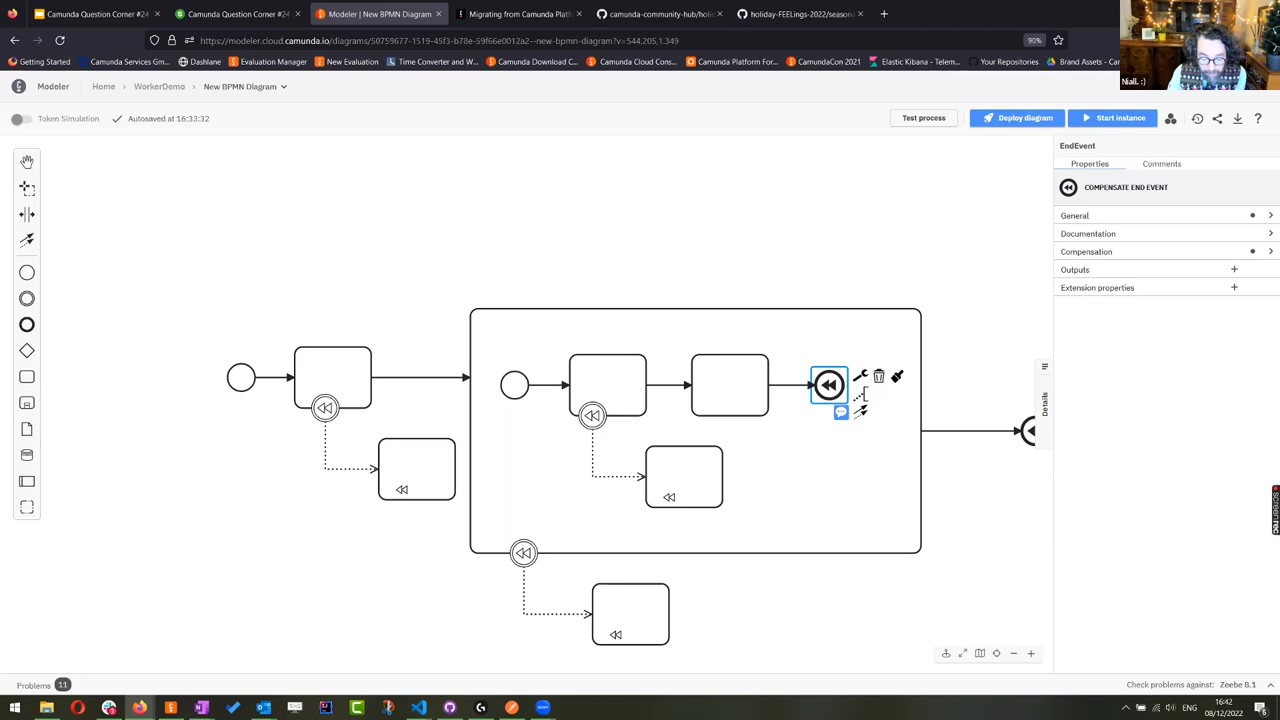 Camunda Question Corner #24
Camunda Question Corner #24
Modeler | New BPMN Diagram
Migrating from Camunda Platf
camunda-community-hub/holid
holiday-FEELings-2022/seasona
https://modeler.cloud.camunda.io/diagrams/50759677-1519-45f3-b78e-59f66e0012a2--new-bpmn-diagram?v=544,205,1.349
90%
Getting Started
Camunda Services Gm...
Dashlane
Evaluation Manager
New Evaluation
Time Converter and W...
Camunda Download C...
Camunda Cloud Cons...
Camunda Platform For...
CamundaCon 2021
Elastic Kibana - Telem...
Your Repositories
Brand Assets - Camu
Niall. :)
Modeler
Home
WorkerDemo
New BPMN Diagram
Token Simulation
Autosaved at 16:33:32
Test process
Deploy diagram
Start instance
EndEvent
Properties
Comments
COMPENSATE END EVENT
General
Documentation
Compensation
Outputs
Extension properties
Details
screenrec
Problems 11
Check problems against: Zeebe 8.1
ENG
16:42
08/12/2022
6